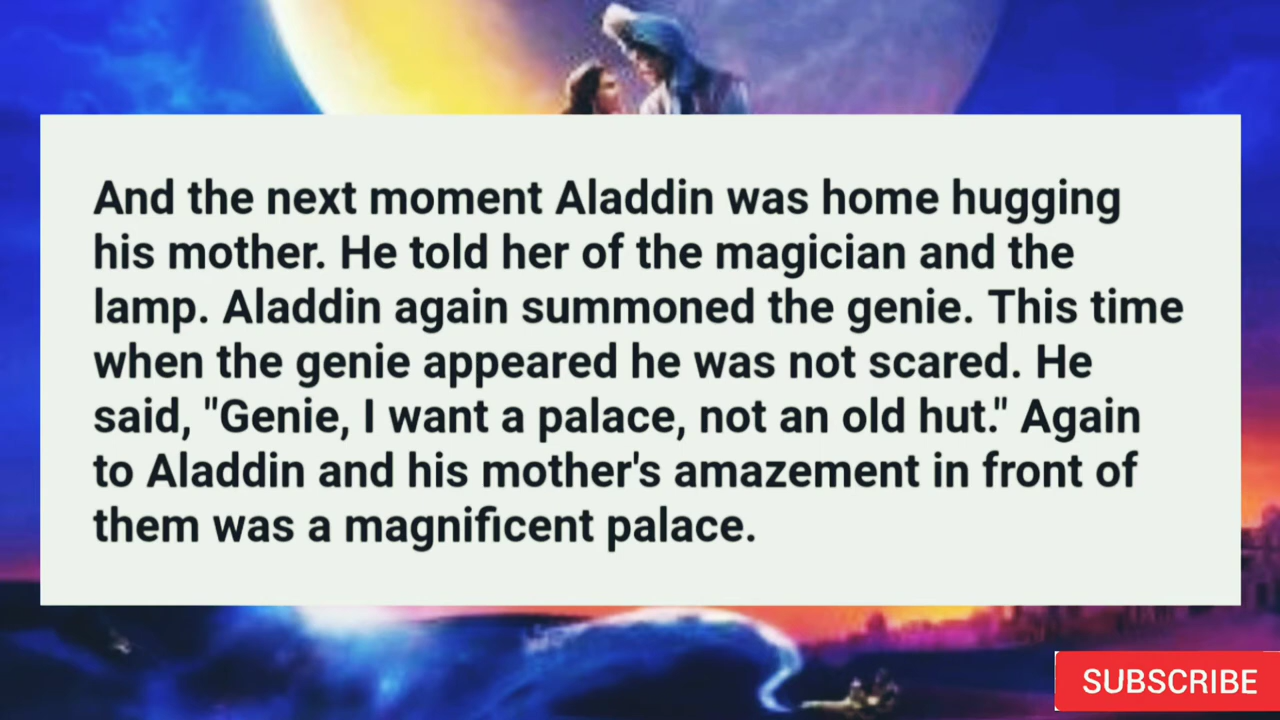 And the next moment Aladdin was home hugging
his mother. He told her of the magician and the
lamp. Aladdin again summoned the genie. This time
when the genie appeared he was not scared. He
said, "Genie, I want a palace, not an old hut." Again
to Aladdin and his mother's amazement in front of
them was a magnificent palace.
SUBSCRIBE